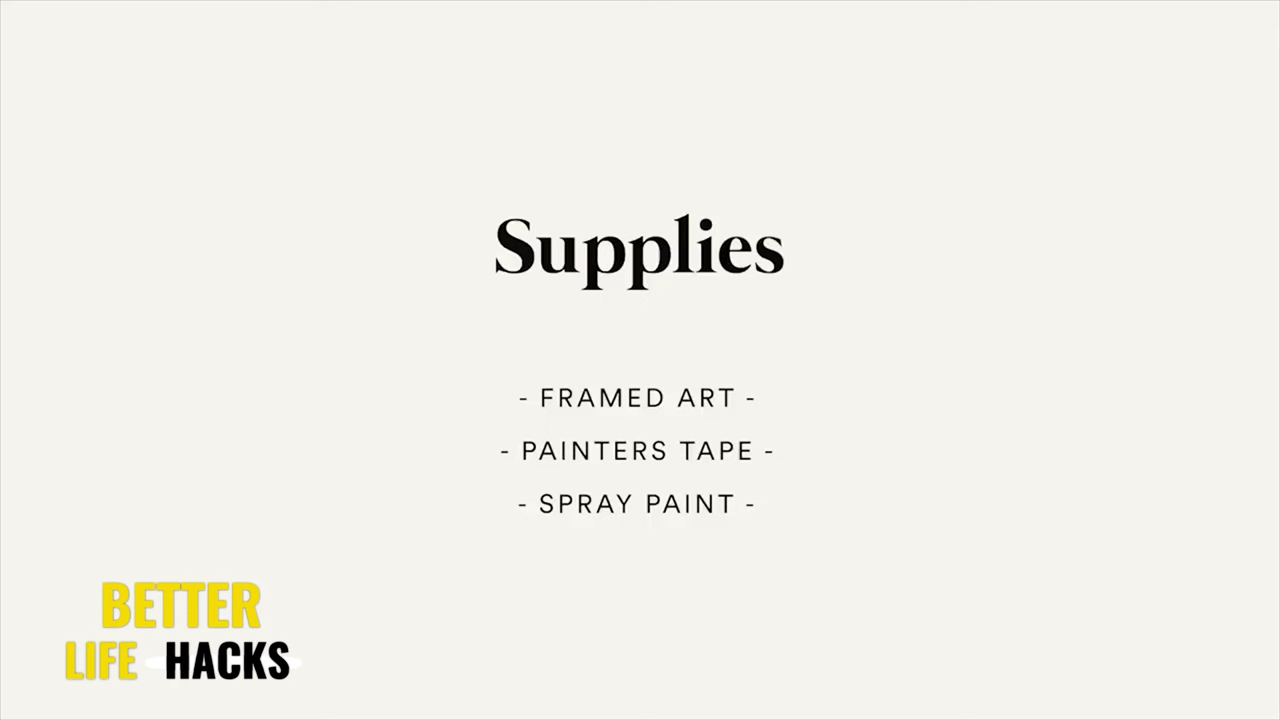 Supplies
- FRAMED ART -
- PAINTERS TAPE -
- SPRAY PAINT -
BETTER
LIFE HACKS